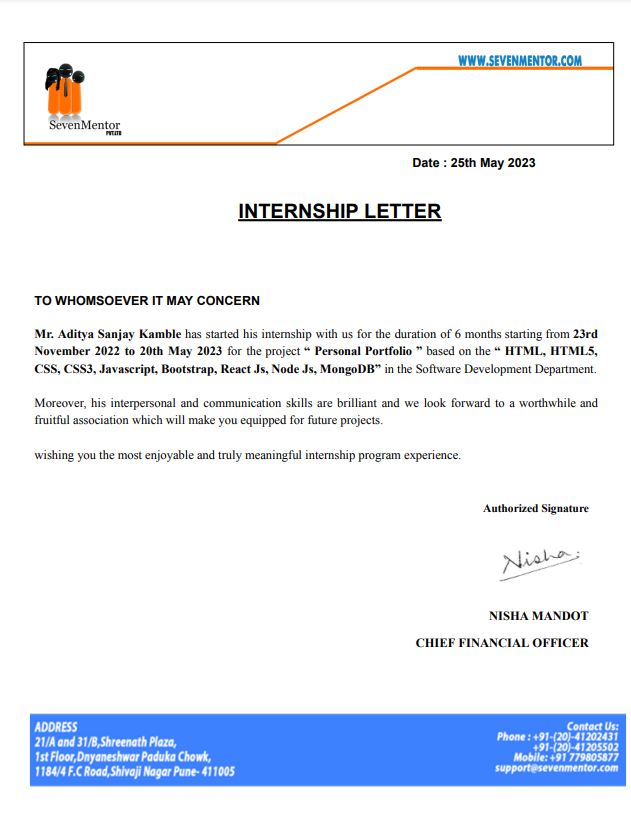 WWW.SEVENMENTOR.COM
SevenMentor
PVT.LTD
Date : 25th May 2023
INTERNSHIP LETTER
TO WHOMSOEVER IT MAY CONCERN
Mr. Aditya Sanjay Kamble has started his internship with us for the duration of 6 months starting from 23rd
November 2022 to 20th May 2023 for the project “ Personal Portfolio ” based on the “ HTML, HTML5,
CSS, CSS3, Javascript, Bootstrap, React Js, Node Js, MongoDB” in the Software Development Department.
Moreover, his interpersonal and communication skills are brilliant and we look forward to a worthwhile and
fruitful association which will make you equipped for future projects.
wishing you the most enjoyable and truly meaningful internship program experience.
Authorized Signature
Nisha
NISHA MANDOT
CHIEF FINANCIAL OFFICER
ADDRESS
21/A and 31/B,Shreenath Plaza,
1st Floor,Dnyaneshwar Paduka Chowk,
1184/4 F.C Road,Shivaji Nagar Pune- 411005
Contact Us:
Phone : +91-(20)-41202431
+91-(20)-41205502
Mobile: +91 779805877
support@sevenmentor.com